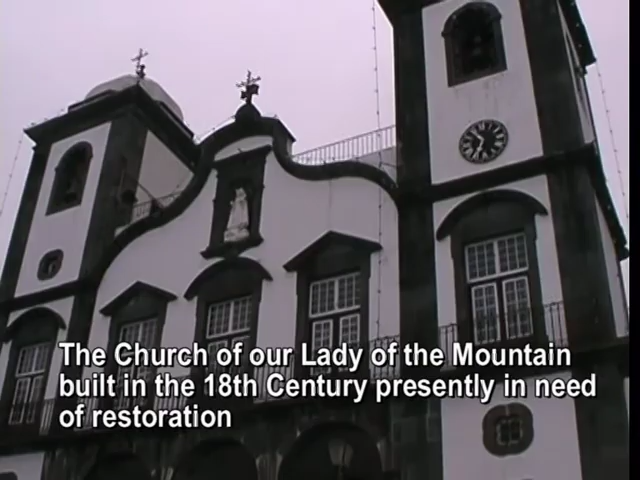 The Church of our Lady of the Mountain
built in the 18th Century presently in need
of restoration